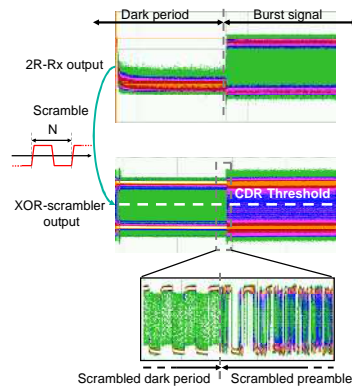 Dark period
Burst signal
2R-Rx output
Scramble
N
XOR-scrambler
output
CDR Threshold
Scrambled dark period
Scrambled preamble